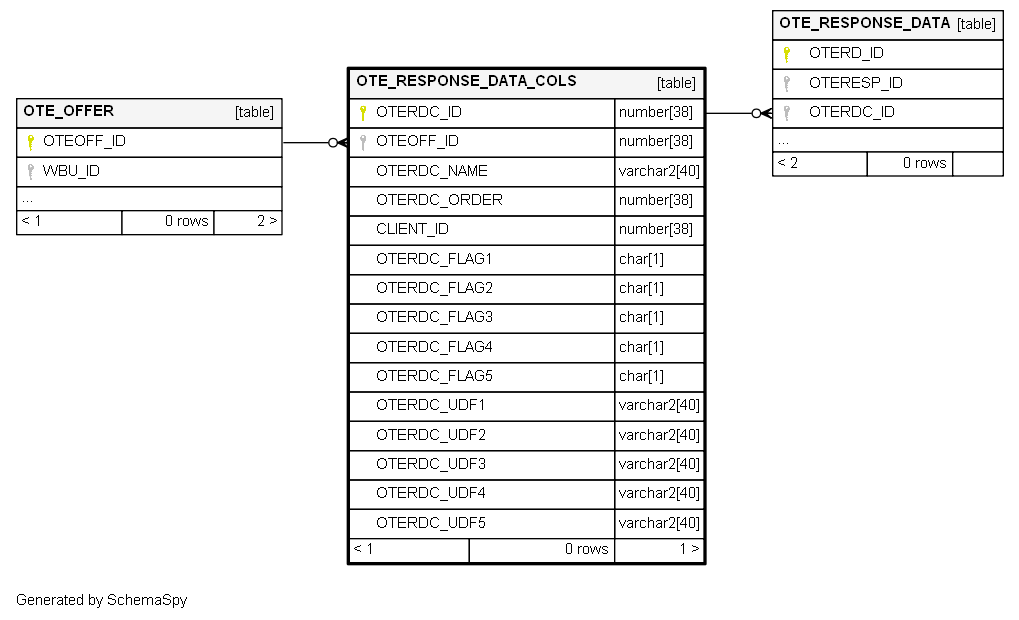 OTE_OFFER [table]
OTEOFF_ID
WBU_ID
...
< 1 0 rows 2 >
OTE_RESPONSE_DATA_COLS [table]
OTERDC_ID number[38]
OTEOFF_ID number[38]
OTERDC_NAME varchar2[40]
OTERDC_ORDER number[38]
CLIENT_ID number[38]
OTERDC_FLAG1 char[1]
OTERDC_FLAG2 char[1]
OTERDC_FLAG3 char[1]
OTERDC_FLAG4 char[1]
OTERDC_FLAG5 char[1]
OTERDC_UDF1 varchar2[40]
OTERDC_UDF2 varchar2[40]
OTERDC_UDF3 varchar2[40]
OTERDC_UDF4 varchar2[40]
OTERDC_UDF5 varchar2[40]
< 1 0 rows 1 >
OTE_RESPONSE_DATA [table]
OTERD_ID
OTERESP_ID
OTERDC_ID
...
< 2 0 rows
Generated by SchemaSpy